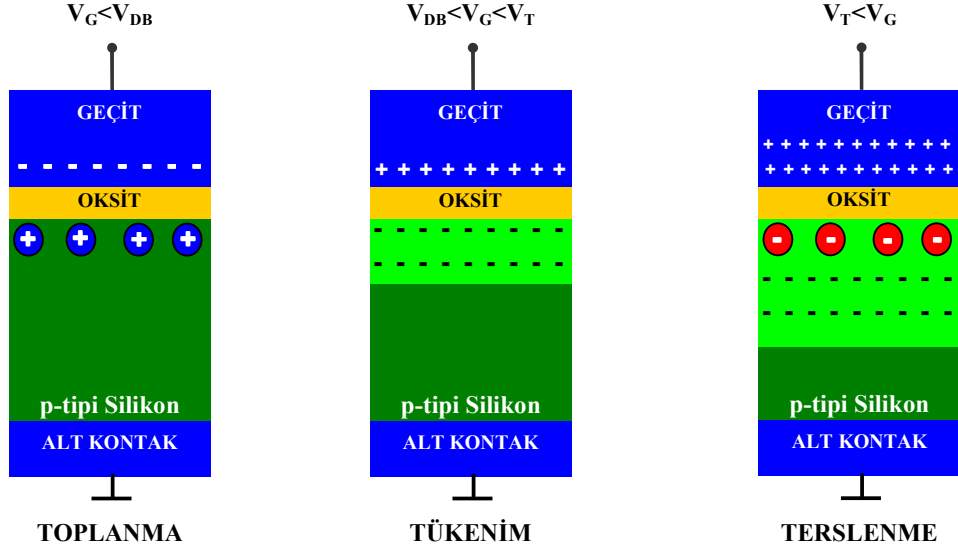 V_G<V_DB
GEÇİT
- - - - - - - -
OKSİT
+ + + +
p-tipi Silikon
ALT KONTAK
TOPLANMA
V_DB<V_G<V_T
GEÇİT
+ + + + + + + + +
OKSİT
- - - - - - - - -
- - - - - - - - -
p-tipi Silikon
ALT KONTAK
TÜKENİM
V_T<V_G
GEÇİT
+ + + + + + + + + + +
+ + + + + + + + + + +
OKSİT
- - - -
- - - - - - - - -
- - - - - - - - -
p-tipi Silikon
ALT KONTAK
TERSLENME